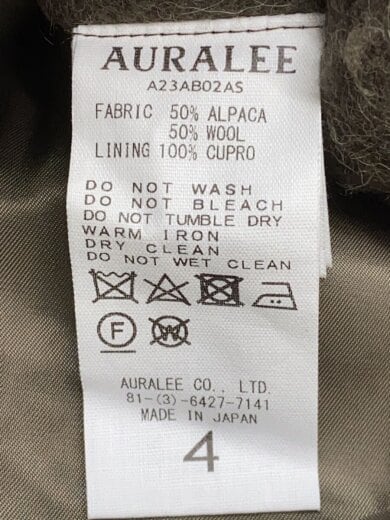 AURALEE
A23AB02AS
FABRIC 50% ALPACA
50% WOOL
LINING 100% CUPRO
DO NOT WASH
DO NOT BLEACH
DO NOT TUMBLE DRY
WARM IRON
DRY CLEAN
DO NOT WET CLEAN
F
W
AURALEE CO., LTD.
81-(3)-6427-7141
MADE IN JAPAN
4